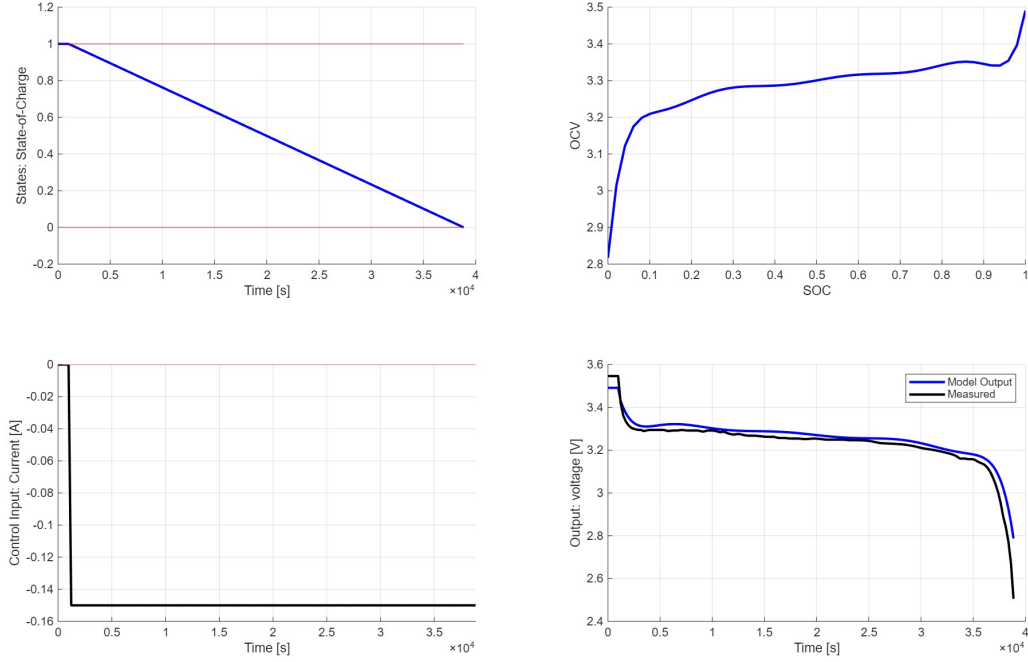 1.2
1
0.8
0.6
0.4
0.2
0
-0.2
States: State-of-Charge
0 0.5 1 1.5 2 2.5 3 3.5 4
Time [s]
×10⁴
3.5
3.4
3.3
3.2
3.1
3
2.9
2.8
OCV
0 0.1 0.2 0.3 0.4 0.5 0.6 0.7 0.8 0.9 1
SOC
0
-0.02
-0.04
-0.06
-0.08
-0.1
-0.12
-0.14
-0.16
Control Input: Current [A]
0 0.5 1 1.5 2 2.5 3 3.5
Time [s]
×10⁴
3.6
3.4
3.2
3
2.8
2.6
2.4
Output: voltage [V]
Model Output
Measured
0 0.5 1 1.5 2 2.5 3 3.5 4
Time [s]
×10⁴